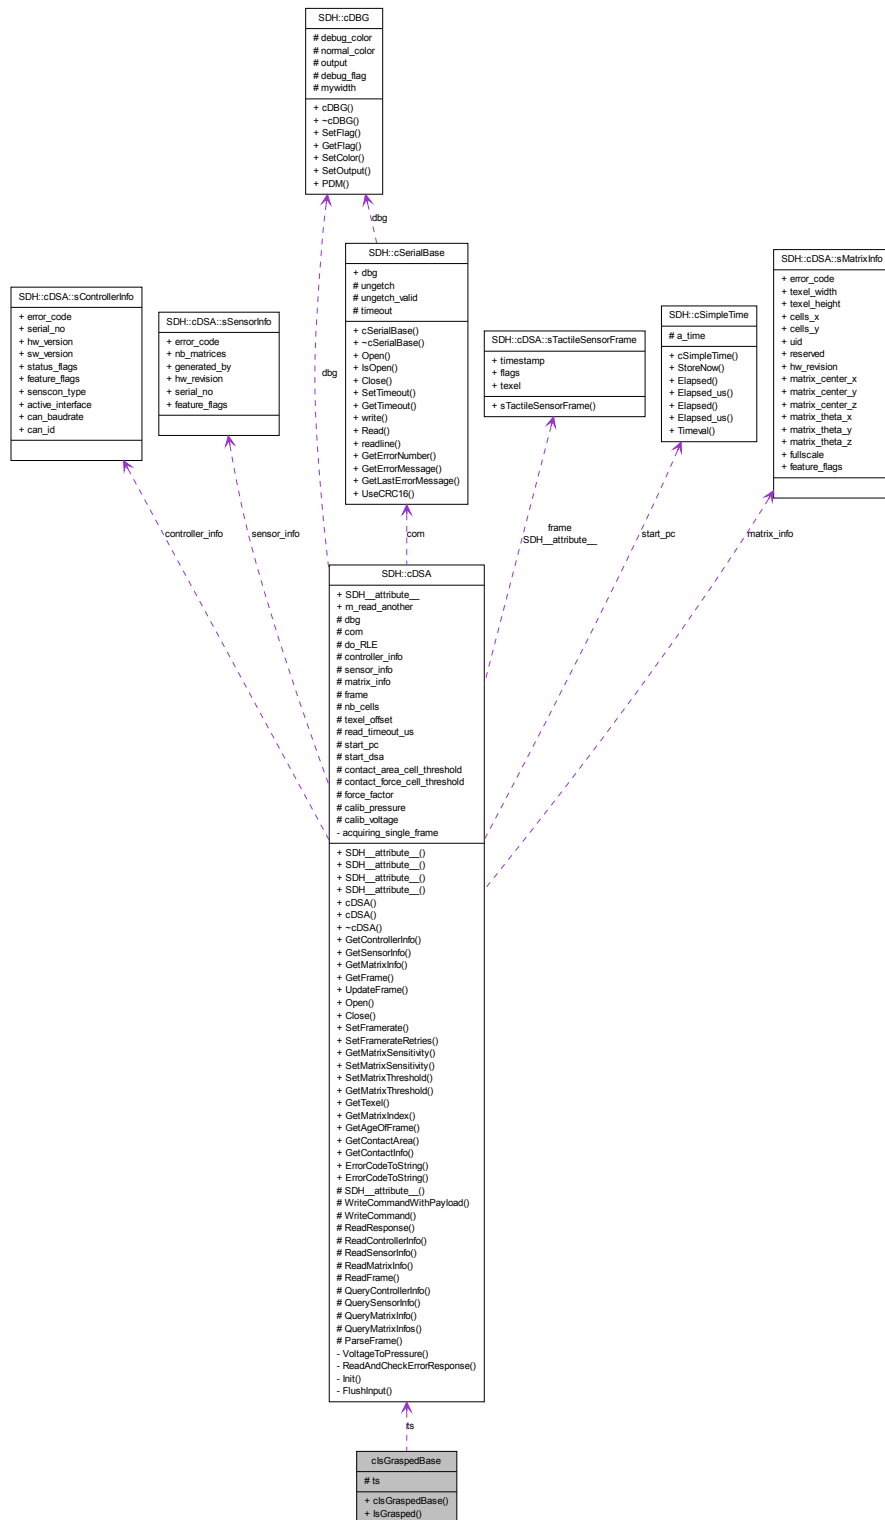 SDH::cDBG
# debug_color
# normal_color
# output
# debug_flag
# mywidth
+ cDBG()
+ ~cDBG()
+ SetFlag()
+ GetFlag()
+ SetColor()
+ SetOutput()
+ PDM()
dbg
SDH::cSerialBase
+ dbg
# ungetch
# ungetch_valid
# timeout
+ cSerialBase()
+ ~cSerialBase()
+ Open()
+ IsOpen()
+ Close()
+ SetTimeout()
+ GetTimeout()
+ write()
+ Read()
+ readline()
+ GetErrorNumber()
+ GetErrorMessage()
+ GetLastErrorMessage()
+ UseCRC16()
SDH::cDSA::sControllerInfo
+ error_code
+ serial_no
+ hw_version
+ sw_version
+ status_flags
+ feature_flags
+ senscon_type
+ active_interface
+ can_baudrate
+ can_id
SDH::cDSA::sSensorInfo
+ error_code
+ nb_matrices
+ generated_by
+ hw_revision
+ serial_no
+ feature_flags
dbg
SDH::cDSA::sTactileSensorFrame
+ timestamp
+ flags
+ texel
+ sTactileSensorFrame()
SDH::cSimpleTime
# a_time
+ cSimpleTime()
+ StoreNow()
+ Elapsed()
+ Elapsed_us()
+ Elapsed()
+ Elapsed_us()
+ Timeval()
SDH::cDSA::sMatrixInfo
+ error_code
+ texel_width
+ texel_height
+ cells_x
+ cells_y
+ uid
+ reserved
+ hw_revision
+ matrix_center_x
+ matrix_center_y
+ matrix_center_z
+ matrix_theta_x
+ matrix_theta_y
+ matrix_theta_z
+ fullscale
+ feature_flags
controller_info
sensor_info
com
frame
SDH__attribute__
start_pc
matrix_info
SDH::cDSA
+ SDH__attribute__
+ m_read_another
# dbg
# com
# do_RLE
# controller_info
# sensor_info
# matrix_info
# frame
# nb_cells
# texel_offset
# read_timeout_us
# start_pc
# start_dsa
# contact_area_cell_threshold
# contact_force_cell_threshold
# force_factor
# calib_pressure
# calib_voltage
- acquiring_single_frame
+ SDH__attribute__()
+ SDH__attribute__()
+ SDH__attribute__()
+ SDH__attribute__()
+ cDSA()
+ cDSA()
+ ~cDSA()
+ GetControllerInfo()
+ GetSensorInfo()
+ GetMatrixInfo()
+ GetFrame()
+ UpdateFrame()
+ Open()
+ Close()
+ SetFramerate()
+ SetFramerateRetries()
+ GetMatrixSensitivity()
+ SetMatrixSensitivity()
+ SetMatrixThreshold()
+ GetMatrixThreshold()
+ GetTexel()
+ GetMatrixIndex()
+ GetAgeOfFrame()
+ GetContactArea()
+ GetContactInfo()
+ ErrorCodeToString()
+ ErrorCodeToString()
# SDH__attribute__()
# WriteCommandWithPayload()
# WriteCommand()
# ReadResponse()
# ReadControllerInfo()
# ReadSensorInfo()
# ReadMatrixInfo()
# ReadFrame()
# QueryControllerInfo()
# QuerySensorInfo()
# QueryMatrixInfo()
# QueryMatrixInfos()
# ParseFrame()
- VoltageToPressure()
- ReadAndCheckErrorResponse()
- Init()
- FlushInput()
ts
cIsGraspedBase
# ts
+ cIsGraspedBase()
+ IsGrasped()